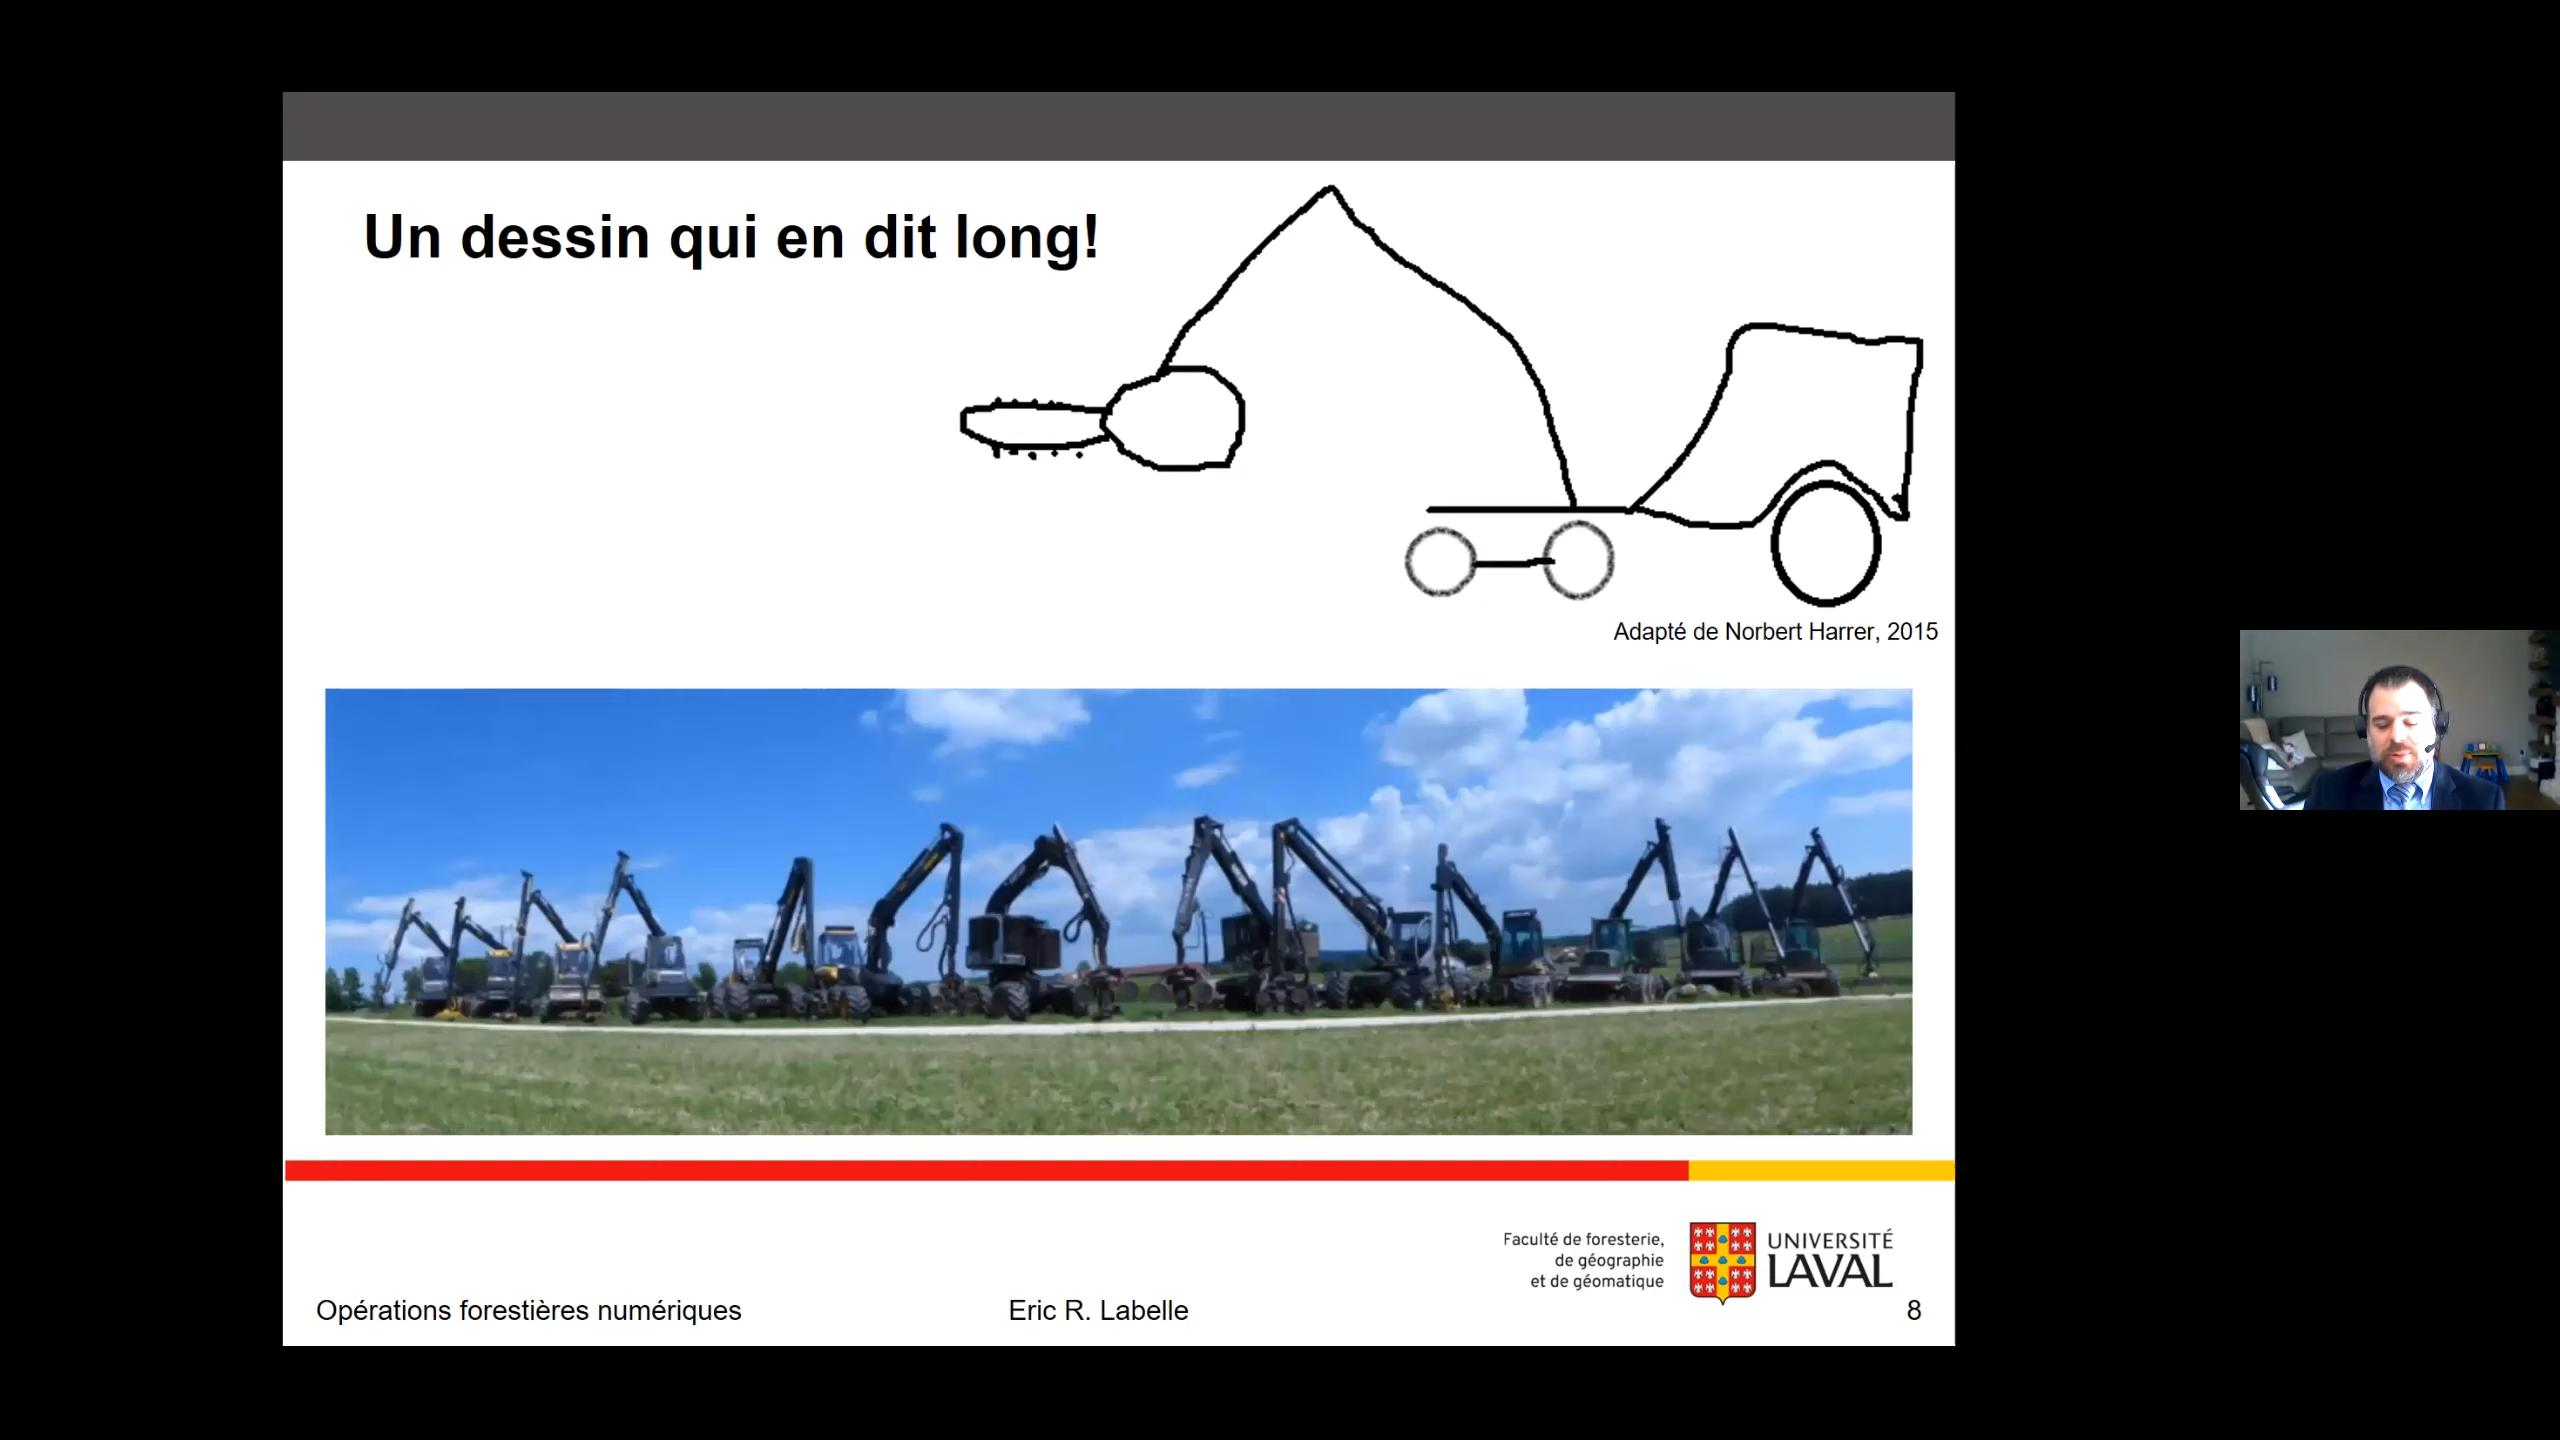 Un dessin qui en dit long!
Adapté de Norbert Harrer, 2015
Faculté de foresterie,
de géographie
et de géomatique
UNIVERSITÉ
LAVAL
Opérations forestières numériques
Eric R. Labelle
8